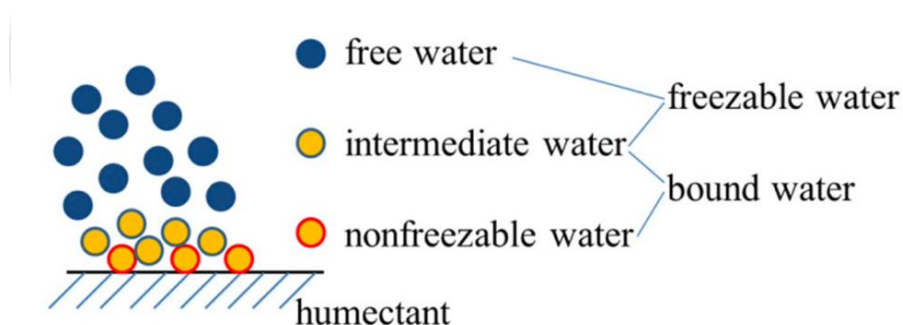 free water
freezable water
intermediate water
bound water
nonfreezable water
humectant